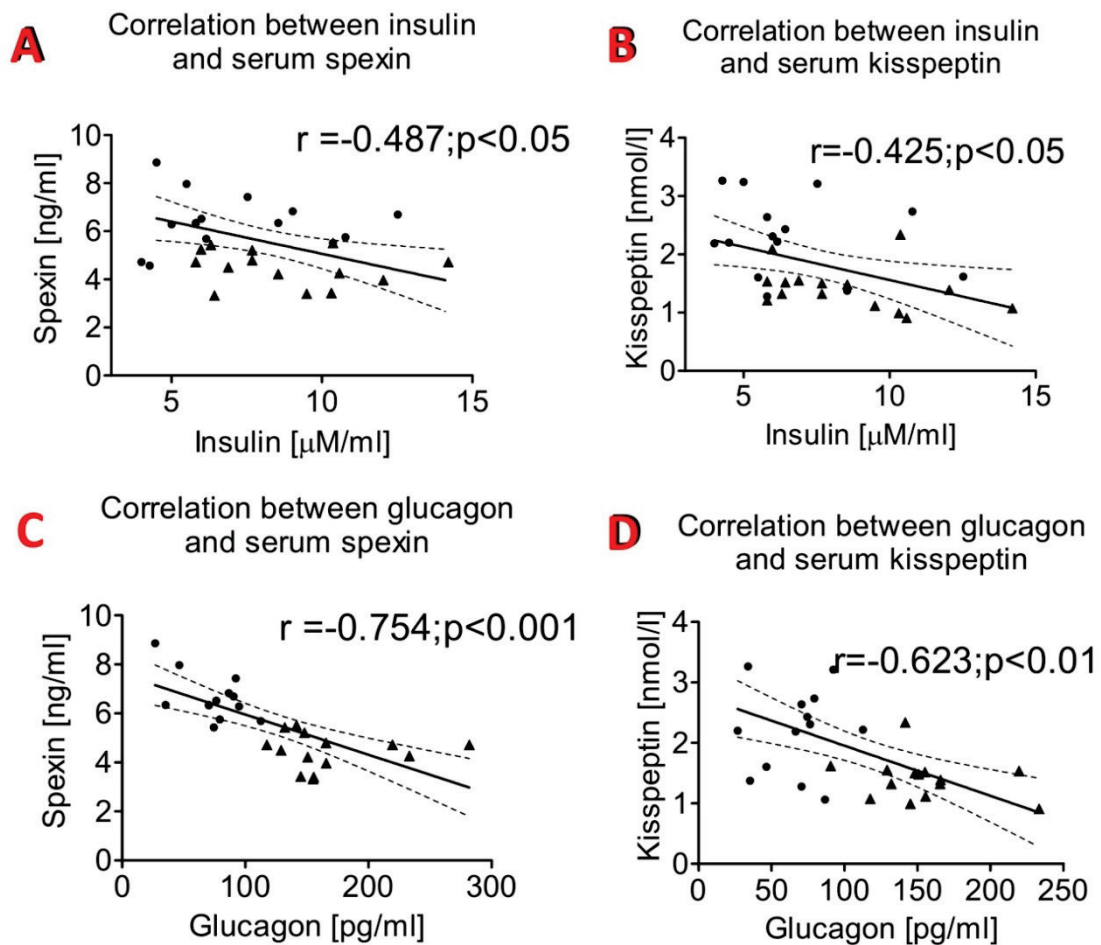 A
Correlation between insulin
and serum spexin
r =-0.487;p<0.05
Spexin [ng/ml]
10
8
6
4
2
0
5
10
15
Insulin [μM/ml]
B
Correlation between insulin
and serum kisspeptin
r=-0.425;p<0.05
Kisspeptin [nmol/l]
4
3
2
1
0
5
10
15
Insulin [μM/ml]
C
Correlation between glucagon
and serum spexin
r =-0.754;p<0.001
Spexin [ng/ml]
10
8
6
4
2
0
0
100
200
300
Glucagon [pg/ml]
D
Correlation between glucagon
and serum kisspeptin
r=-0.623;p<0.01
Kisspeptin [nmol/l]
4
3
2
1
0
0
50
100
150
200
250
Glucagon [pg/ml]